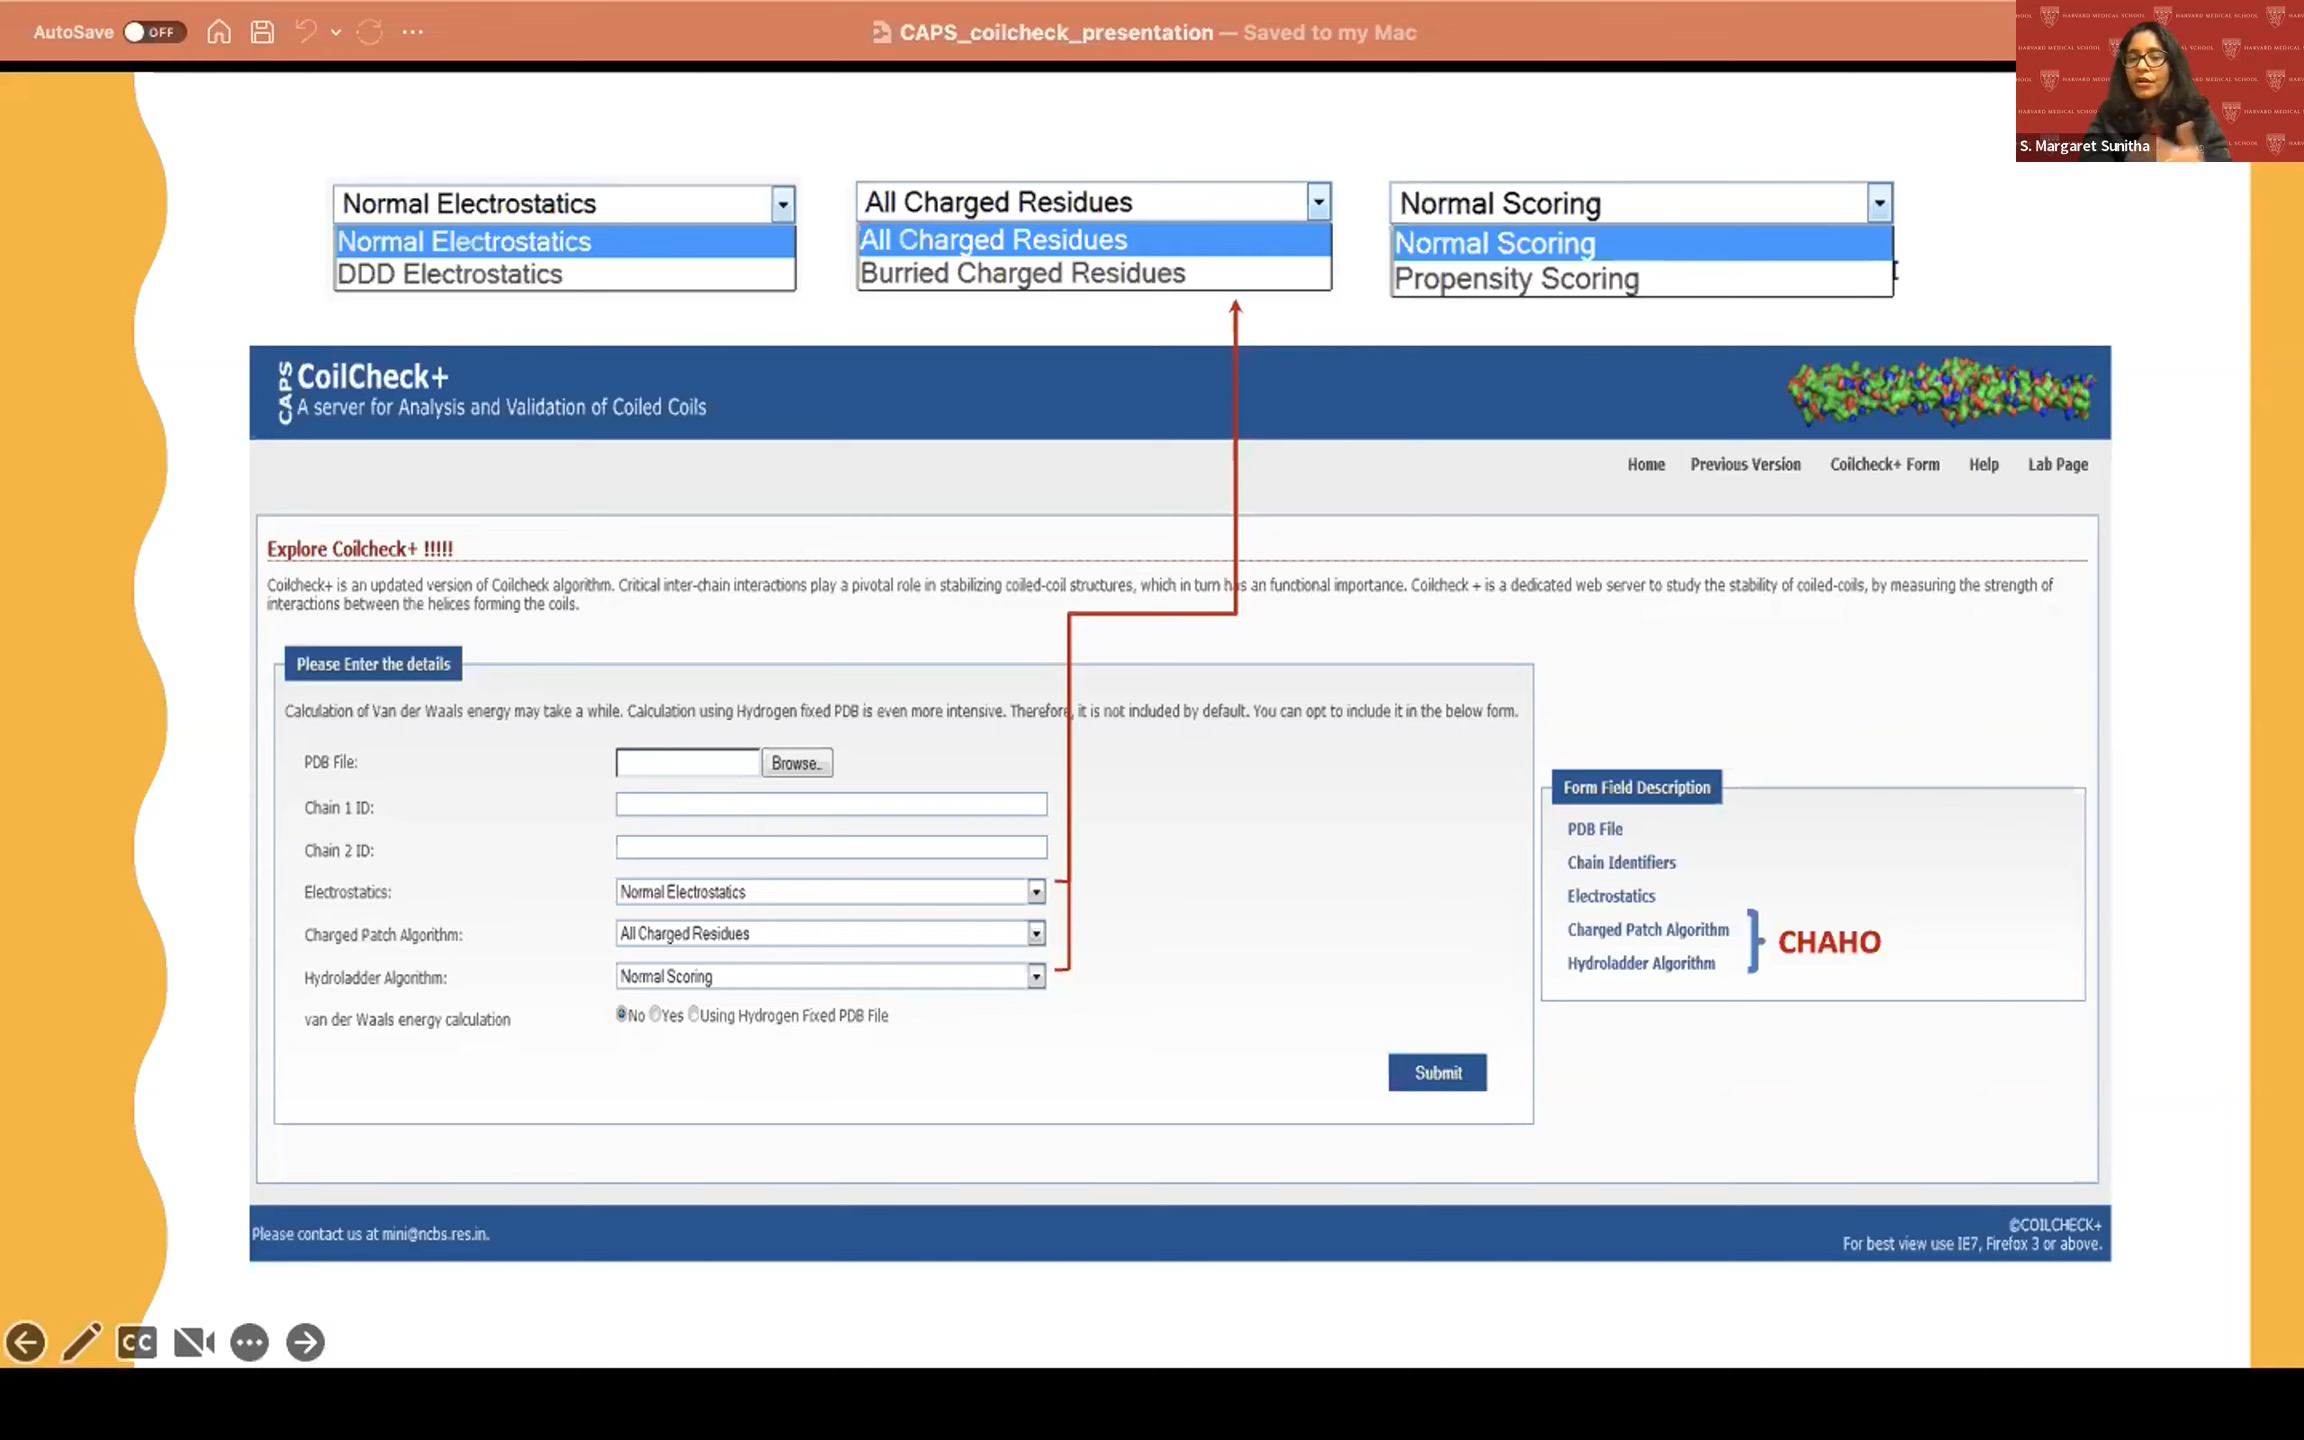 AutoSave OFF
CAPS_coilcheck_presentation — Saved to my Mac
S. Margaret Sunitha
HARVARD MEDICAL SCHOOL
Normal Electrostatics
Normal Electrostatics
DDD Electrostatics
All Charged Residues
All Charged Residues
Burried Charged Residues
Normal Scoring
Normal Scoring
Propensity Scoring
CAPS
CoilCheck+
A server for Analysis and Validation of Coiled Coils
Home Previous Version Coilcheck+ Form Help Lab Page
Explore Coilcheck+ !!!!!
Coilcheck+ is an updated version of Coilcheck algorithm. Critical inter-chain interactions play a pivotal role in stabilizing coiled-coil structures, which in turn has an functional importance. Coilcheck + is a dedicated web server to study the stability of coiled-coils, by measuring the strength of
interactions between the helices forming the coils.
Please Enter the details
Calculation of Van der Waals energy may take a while. Calculation using Hydrogen fixed PDB is even more intensive. Therefore, it is not included by default. You can opt to include it in the below form.
PDB File: Browse..
Chain 1 ID:
Chain 2 ID:
Electrostatics: Normal Electrostatics
Charged Patch Algorithm: All Charged Residues
Hydroladder Algorithm: Normal Scoring
van der Waals energy calculation No Yes Using Hydrogen Fixed PDB File
Submit
Form Field Description
PDB File
Chain Identifiers
Electrostatics
Charged Patch Algorithm
Hydroladder Algorithm
CHAHO
Please contact us at mini@ncbs.res.in.
©COILCHECK+
For best view use IE7, Firefox 3 or above.
CC